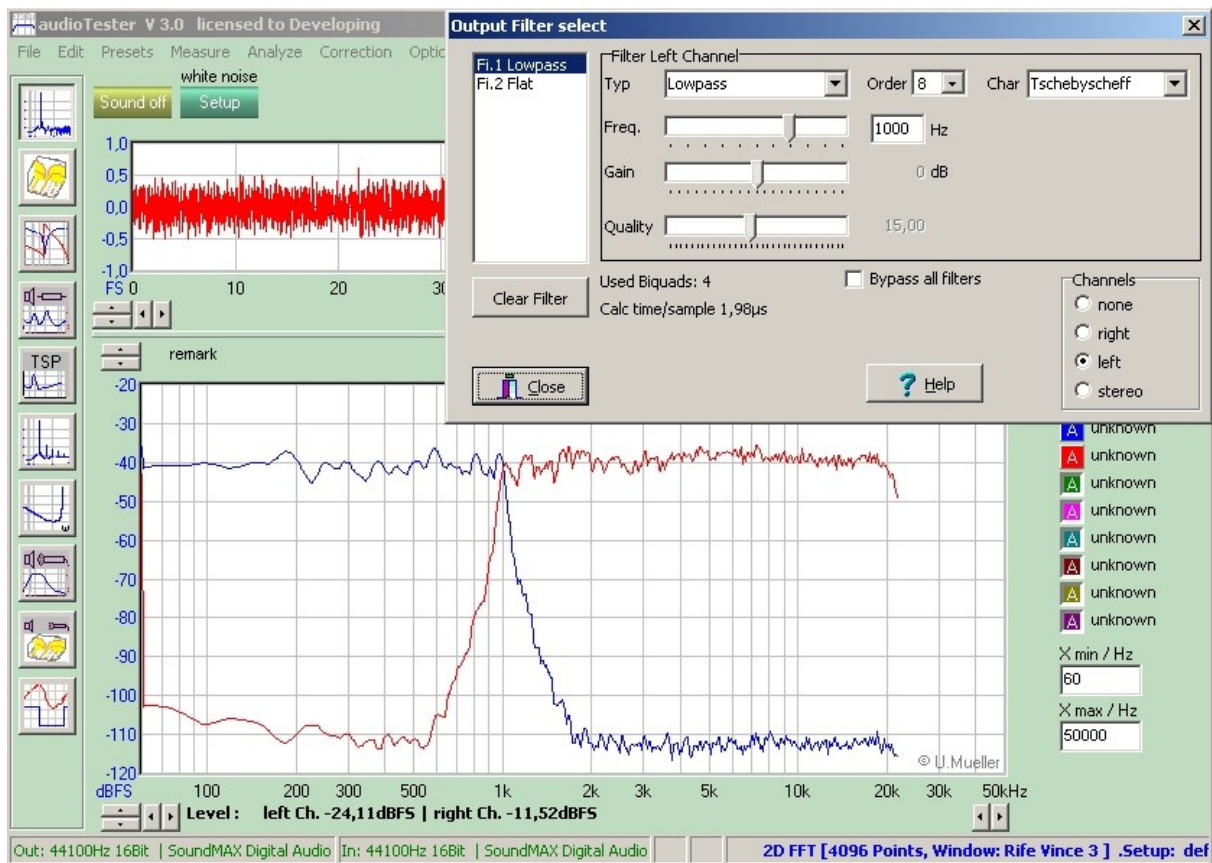 audioTester V 3.0 licensed to Developing
File Edit Presets Measure Analyze Correction Optic
white noise
Sound off
Setup
1,0
0,5
0,0
-0,5
-1,0
FS 0 10 20 30
TSP
remark
Output Filter select
Fi.1 Lowpass
Fi.2 Flat
Filter Left Channel
Typ Lowpass Order 8 Char Tschebyscheff
Freq. 1000 Hz
Gain 0 dB
Quality 15,00
Clear Filter
Used Biquads: 4
Calc time/sample 1,98µs
Bypass all filters
Channels
none
right
left
stereo
Close
Help
-20
-30
-40
-50
-60
-70
-80
-90
-100
-110
-120
dBFS 100 200 300 500 1k 2k 3k 5k 10k 20k 30k 50kHz
© U.Mueller
A unknown
A unknown
A unknown
A unknown
A unknown
A unknown
A unknown
A unknown
X min / Hz
60
X max / Hz
50000
Level : left Ch. -24,11dBFS | right Ch. -11,52dBFS
Out: 44100Hz 16Bit | SoundMAX Digital Audio In: 44100Hz 16Bit | SoundMAX Digital Audio 2D FFT [4096 Points, Window: Rife Vince 3 ] .Setup: def